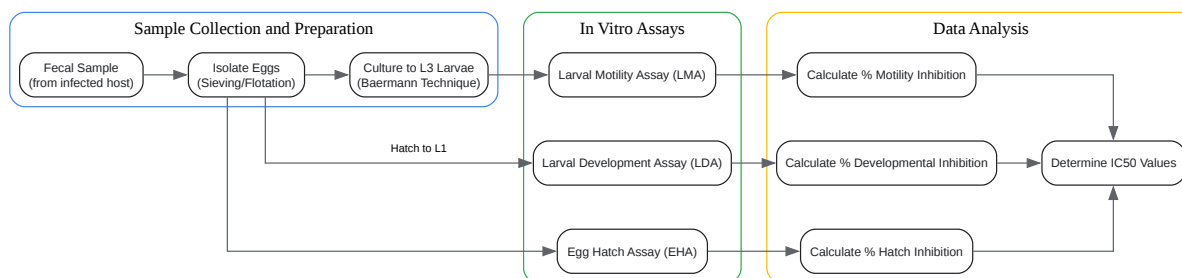 Sample Collection and Preparation
In Vitro Assays
Data Analysis
Fecal Sample
(from infected host)
Isolate Eggs
(Sieving/Flotation)
Culture to L3 Larvae
(Baermann Technique)
Larval Motility Assay (LMA)
Calculate % Motility Inhibition
Hatch to L1
Larval Development Assay (LDA)
Calculate % Developmental Inhibition
Determine IC50 Values
Egg Hatch Assay (EHA)
Calculate % Hatch Inhibition